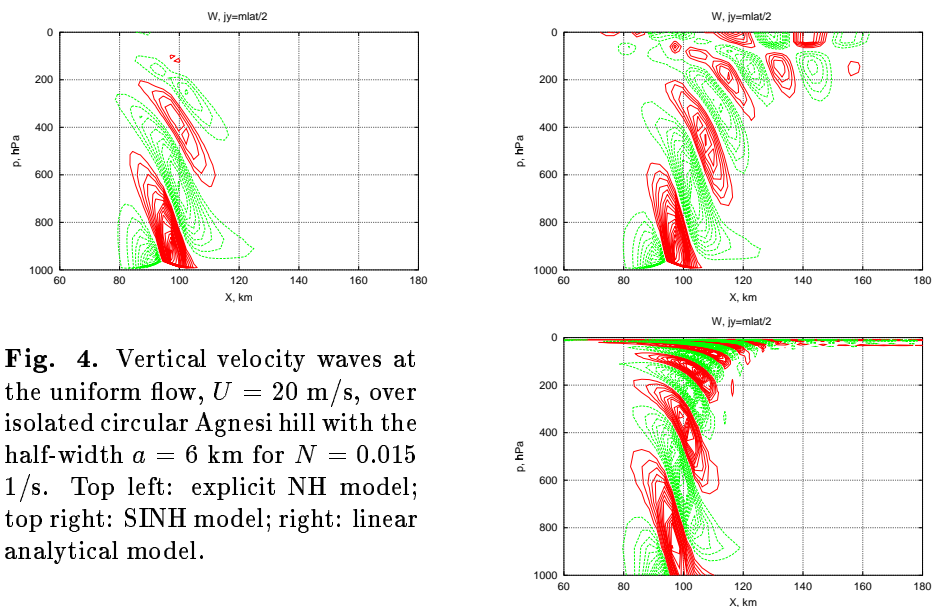 W, jy=mlat/2
0
200
400
600
800
1000
p, hPa
60 80 100 120 140 160 180
X, km
W, jy=mlat/2
0
200
400
600
800
1000
p, hPa
60 80 100 120 140 160 180
X, km
Fig. 4. Vertical velocity waves at
the uniform flow, U = 20 m/s, over
isolated circular Agnesi hill with the
half-width a = 6 km for N = 0.015
1/s. Top left: explicit NH model;
top right: SINH model; right: linear
analytical model.
W, jy=mlat/2
0
200
400
600
800
1000
p, hPa
60 80 100 120 140 160 180
X, km